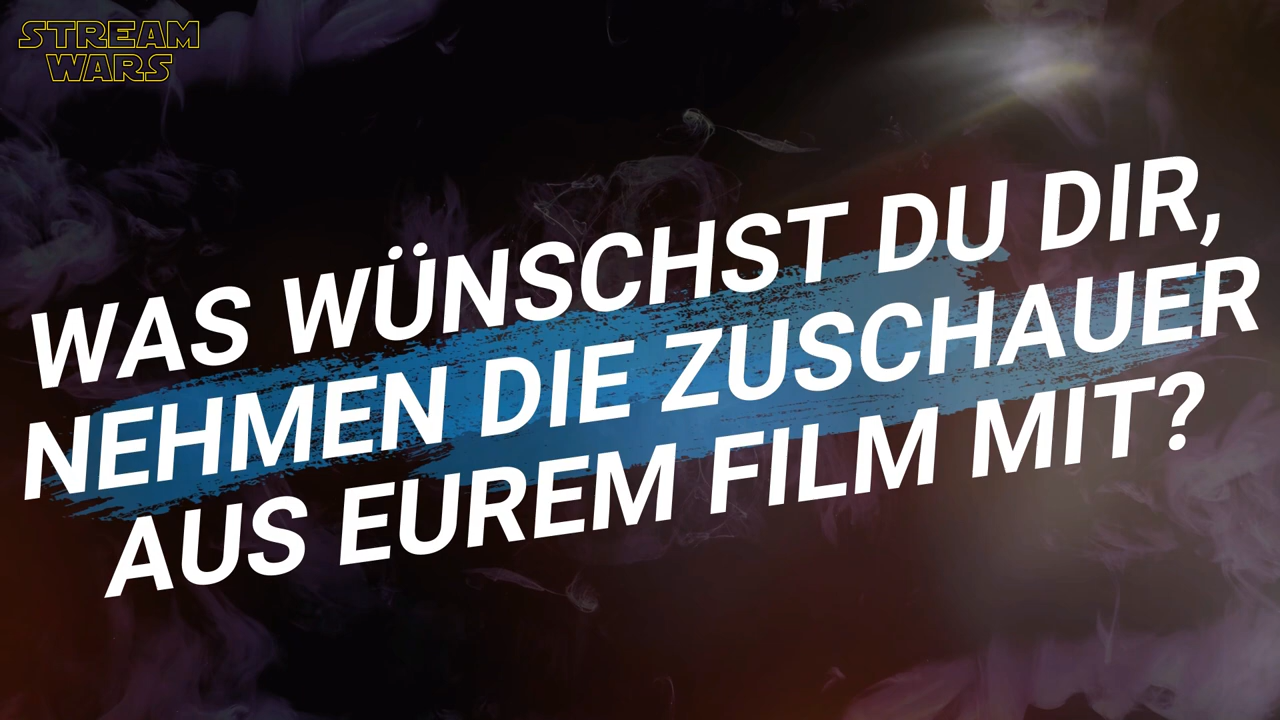 STREAM
WARS
WAS WÜNSCHST DU DIR,
NEHMEN DIE ZUSCHAUER
AUS EUREM FILM MIT?